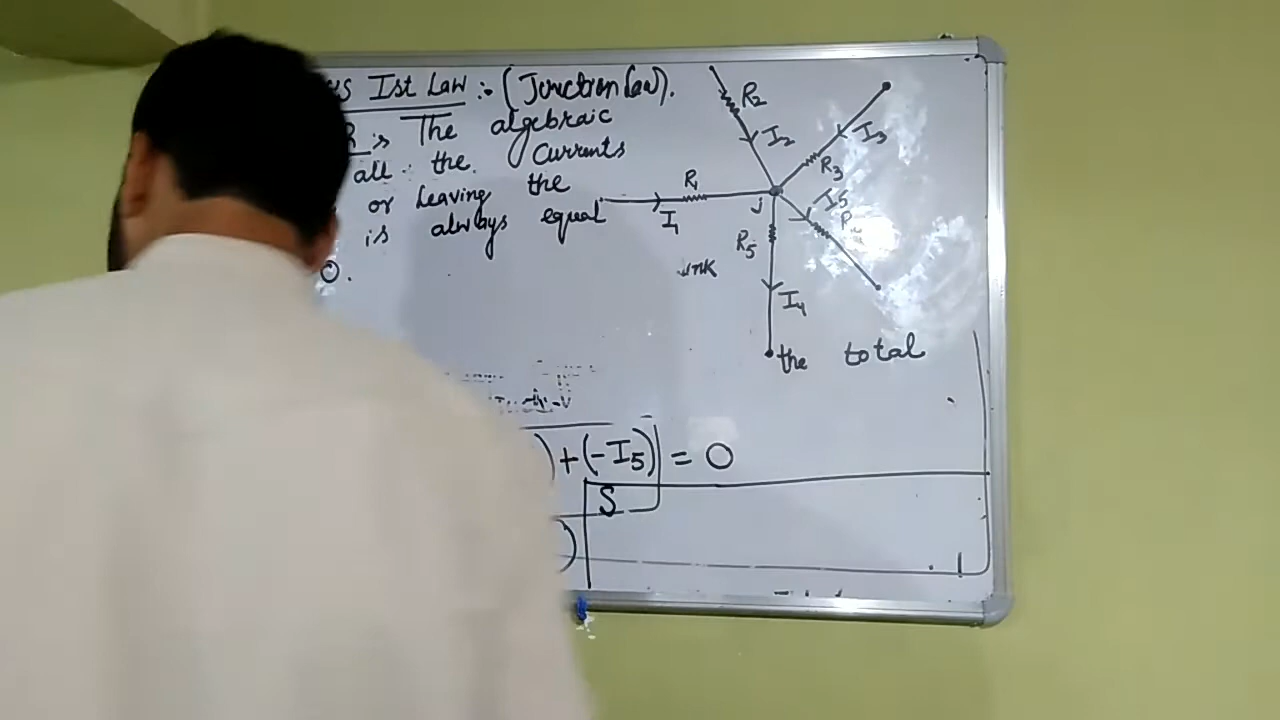 Ist Law :- (Junction Law).
is The algebraic
all the Currents
or Leaving the
is always equal
0.
R2
I2
I3
R3
R1
I1
J
I5
R5
I4
the total
) + (-I5) = 0
S
)